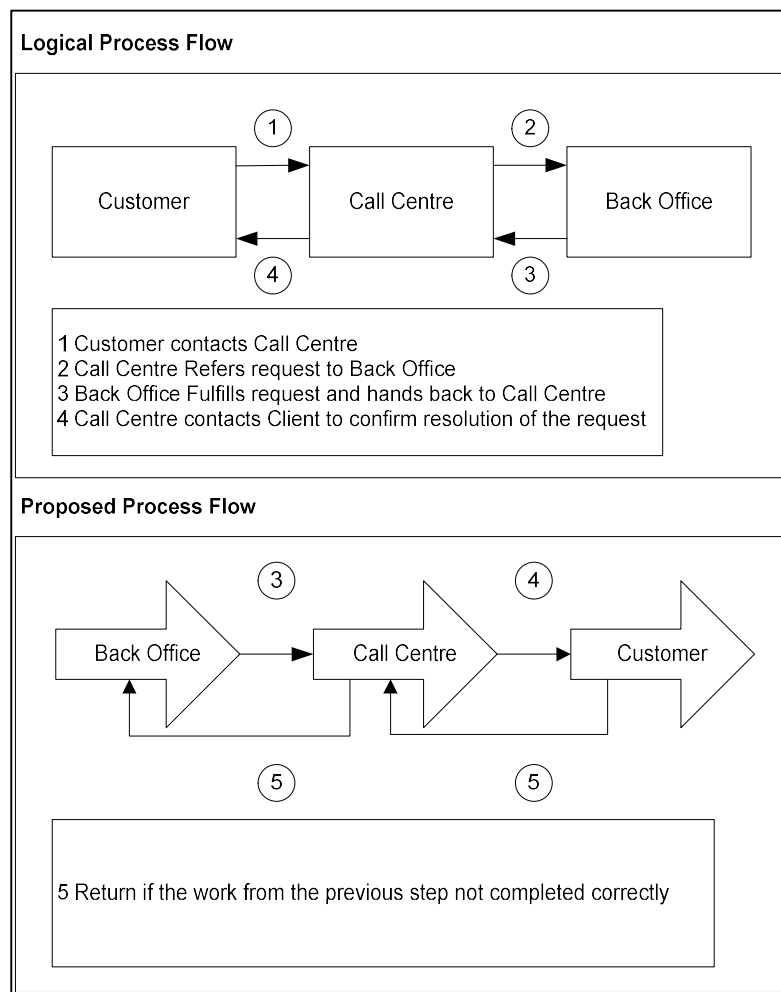 Logical Process Flow
1 2
Customer Call Centre Back Office
4 3
1 Customer contacts Call Centre
2 Call Centre Refers request to Back Office
3 Back Office Fulfills request and hands back to Call Centre
4 Call Centre contacts Client to confirm resolution of the request
Proposed Process Flow
3 4
Back Office Call Centre Customer
5 5
5 Return if the work from the previous step not completed correctly